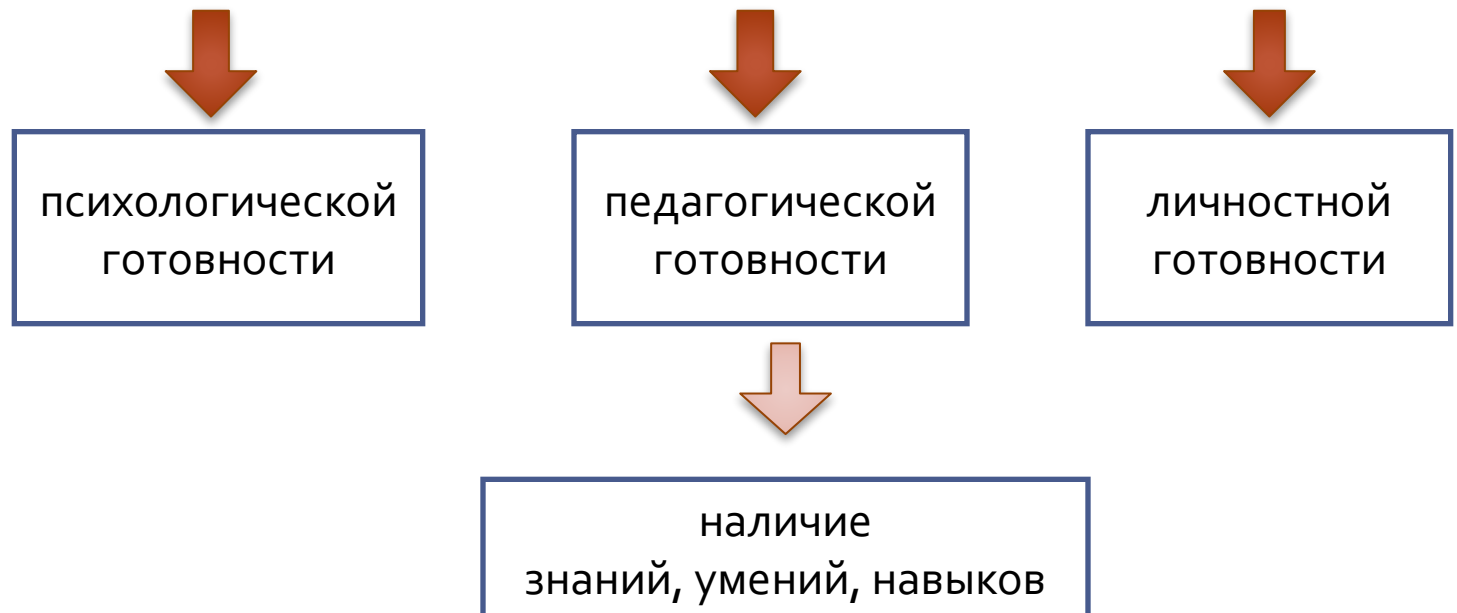 психологической
готовности
педагогической
готовности
личностной
готовности
наличие
знаний, умений, навыков